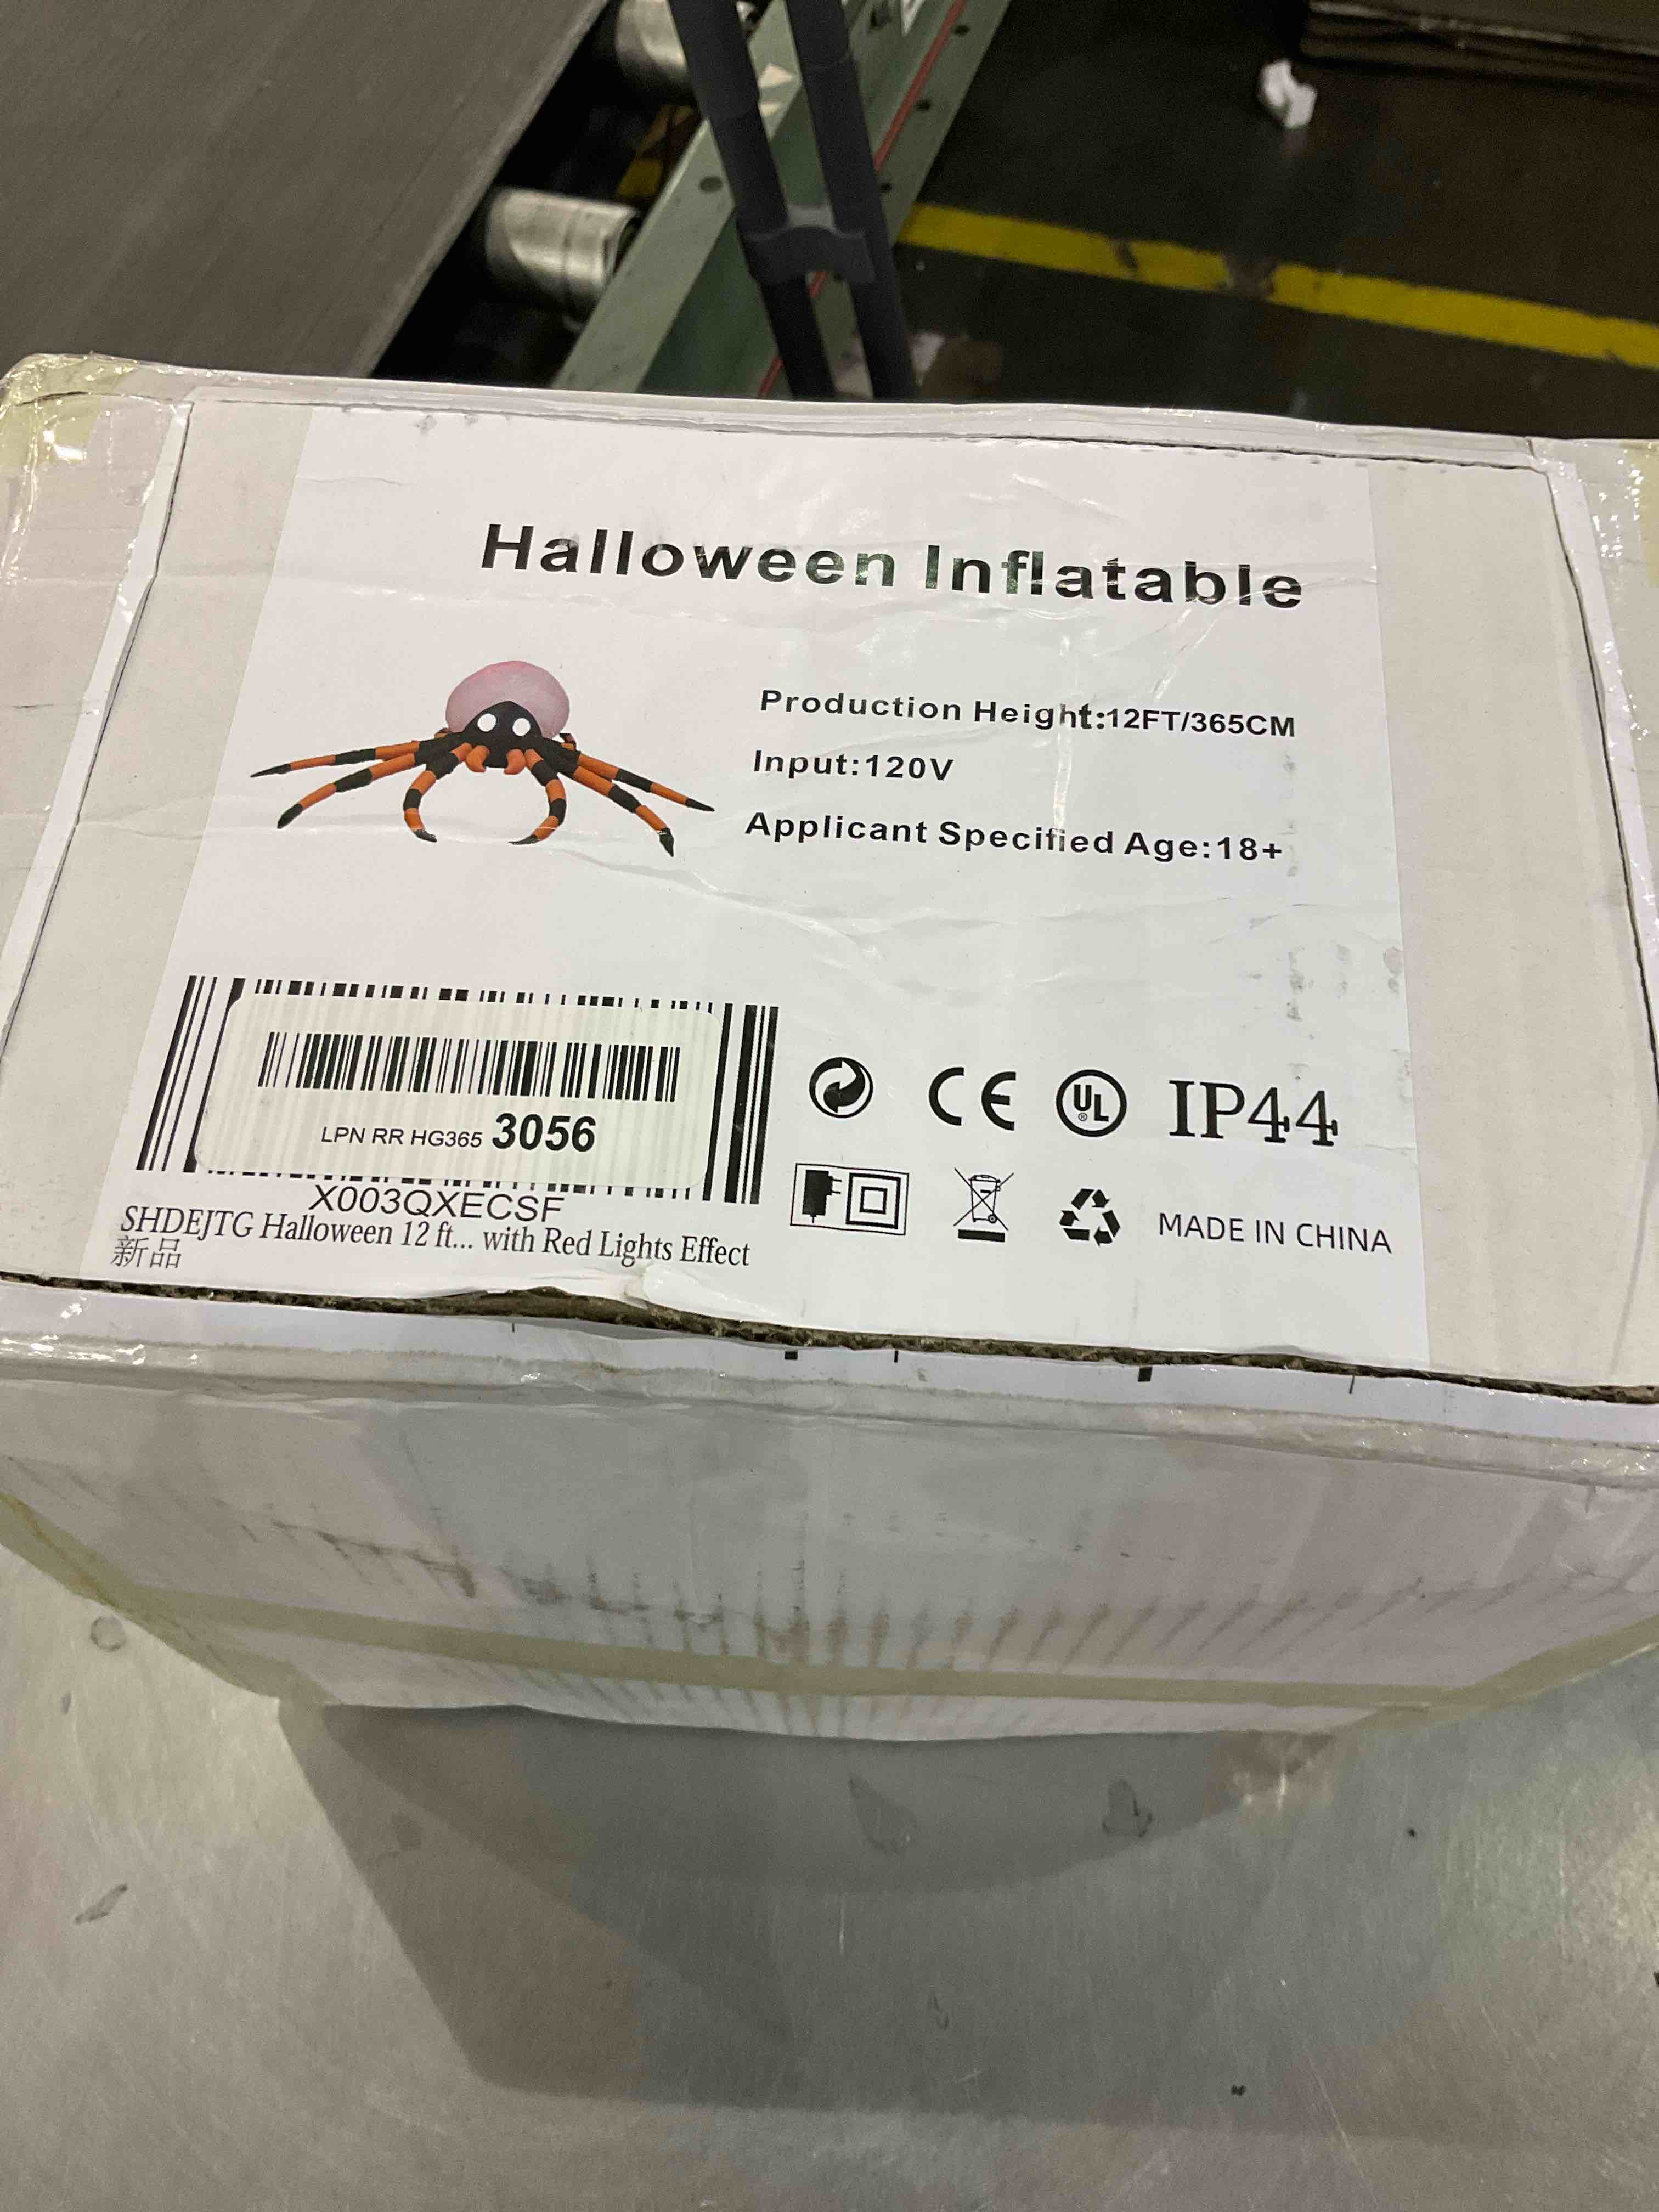 Halloween Inflatable
Production Height:12FT/365CM
Input:120V
Applicant Specified Age:18+
LPN RR HG365 3056
X003QXECSF
SHDEJTG Halloween 12 ft... with Red Lights Effect
新品
CE UL IP44
MADE IN CHINA